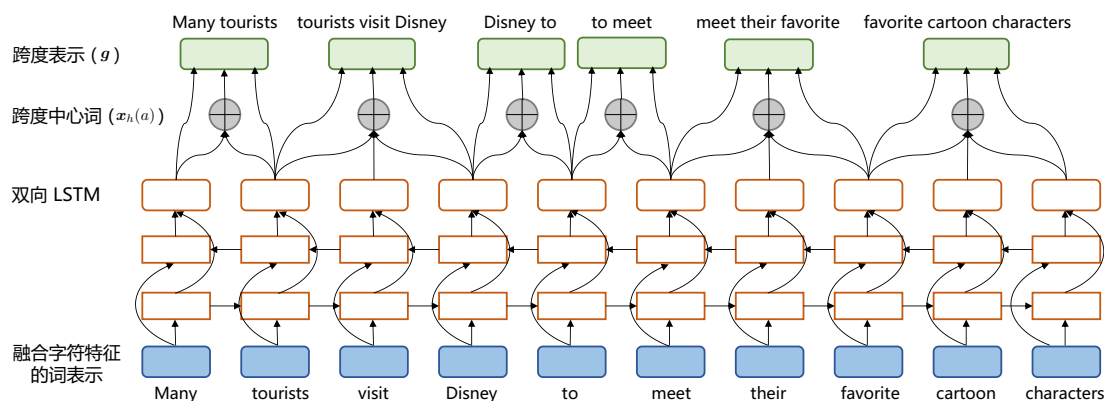 Many tourists tourists visit Disney Disney to to meet meet their favorite favorite cartoon characters
跨度表示 (g)
跨度中心词 (x_h(a))
双向 LSTM
融合字符特征
的词表示
Many tourists visit Disney to meet their favorite cartoon characters